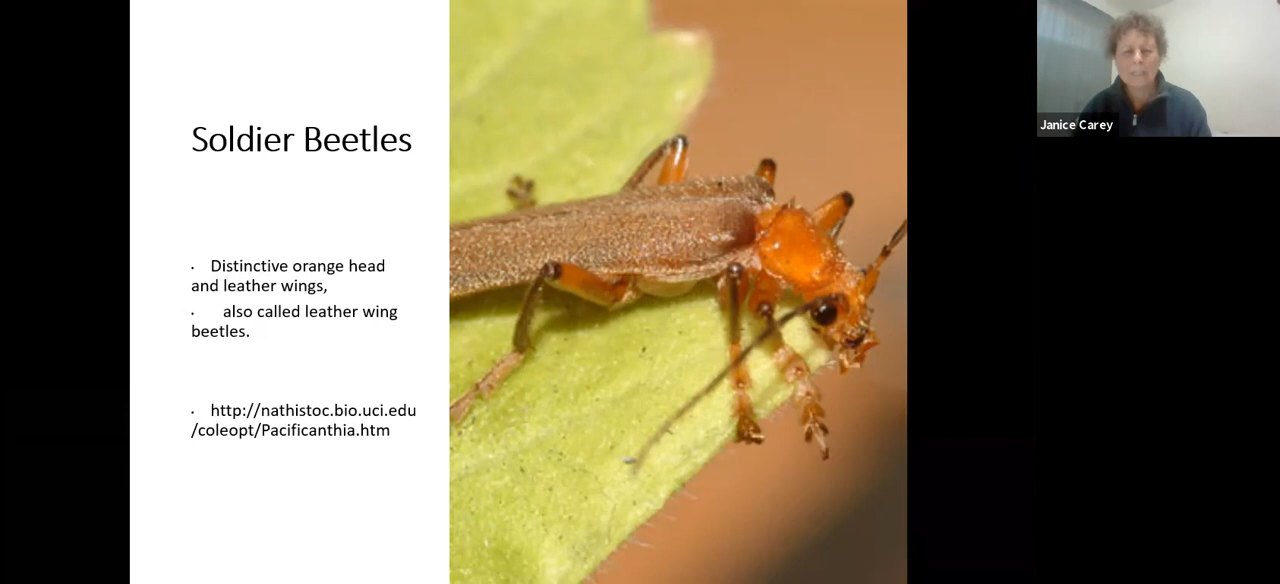 Soldier Beetles
· Distinctive orange head
and leather wings,
· also called leather wing
beetles.
· http://nathistoc.bio.uci.edu
/coleopt/Pacificanthia.htm
Janice Carey